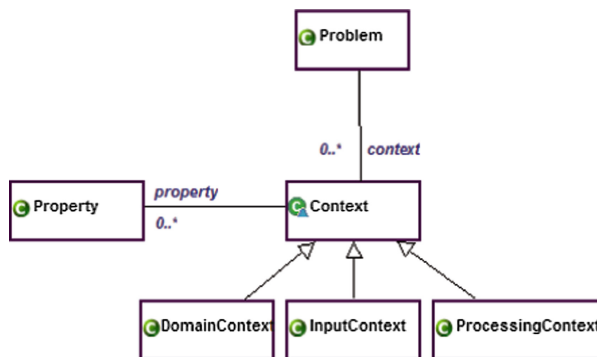 Problem
0..* context
property
Property
0..*
Context
DomainContext
InputContext
ProcessingContext